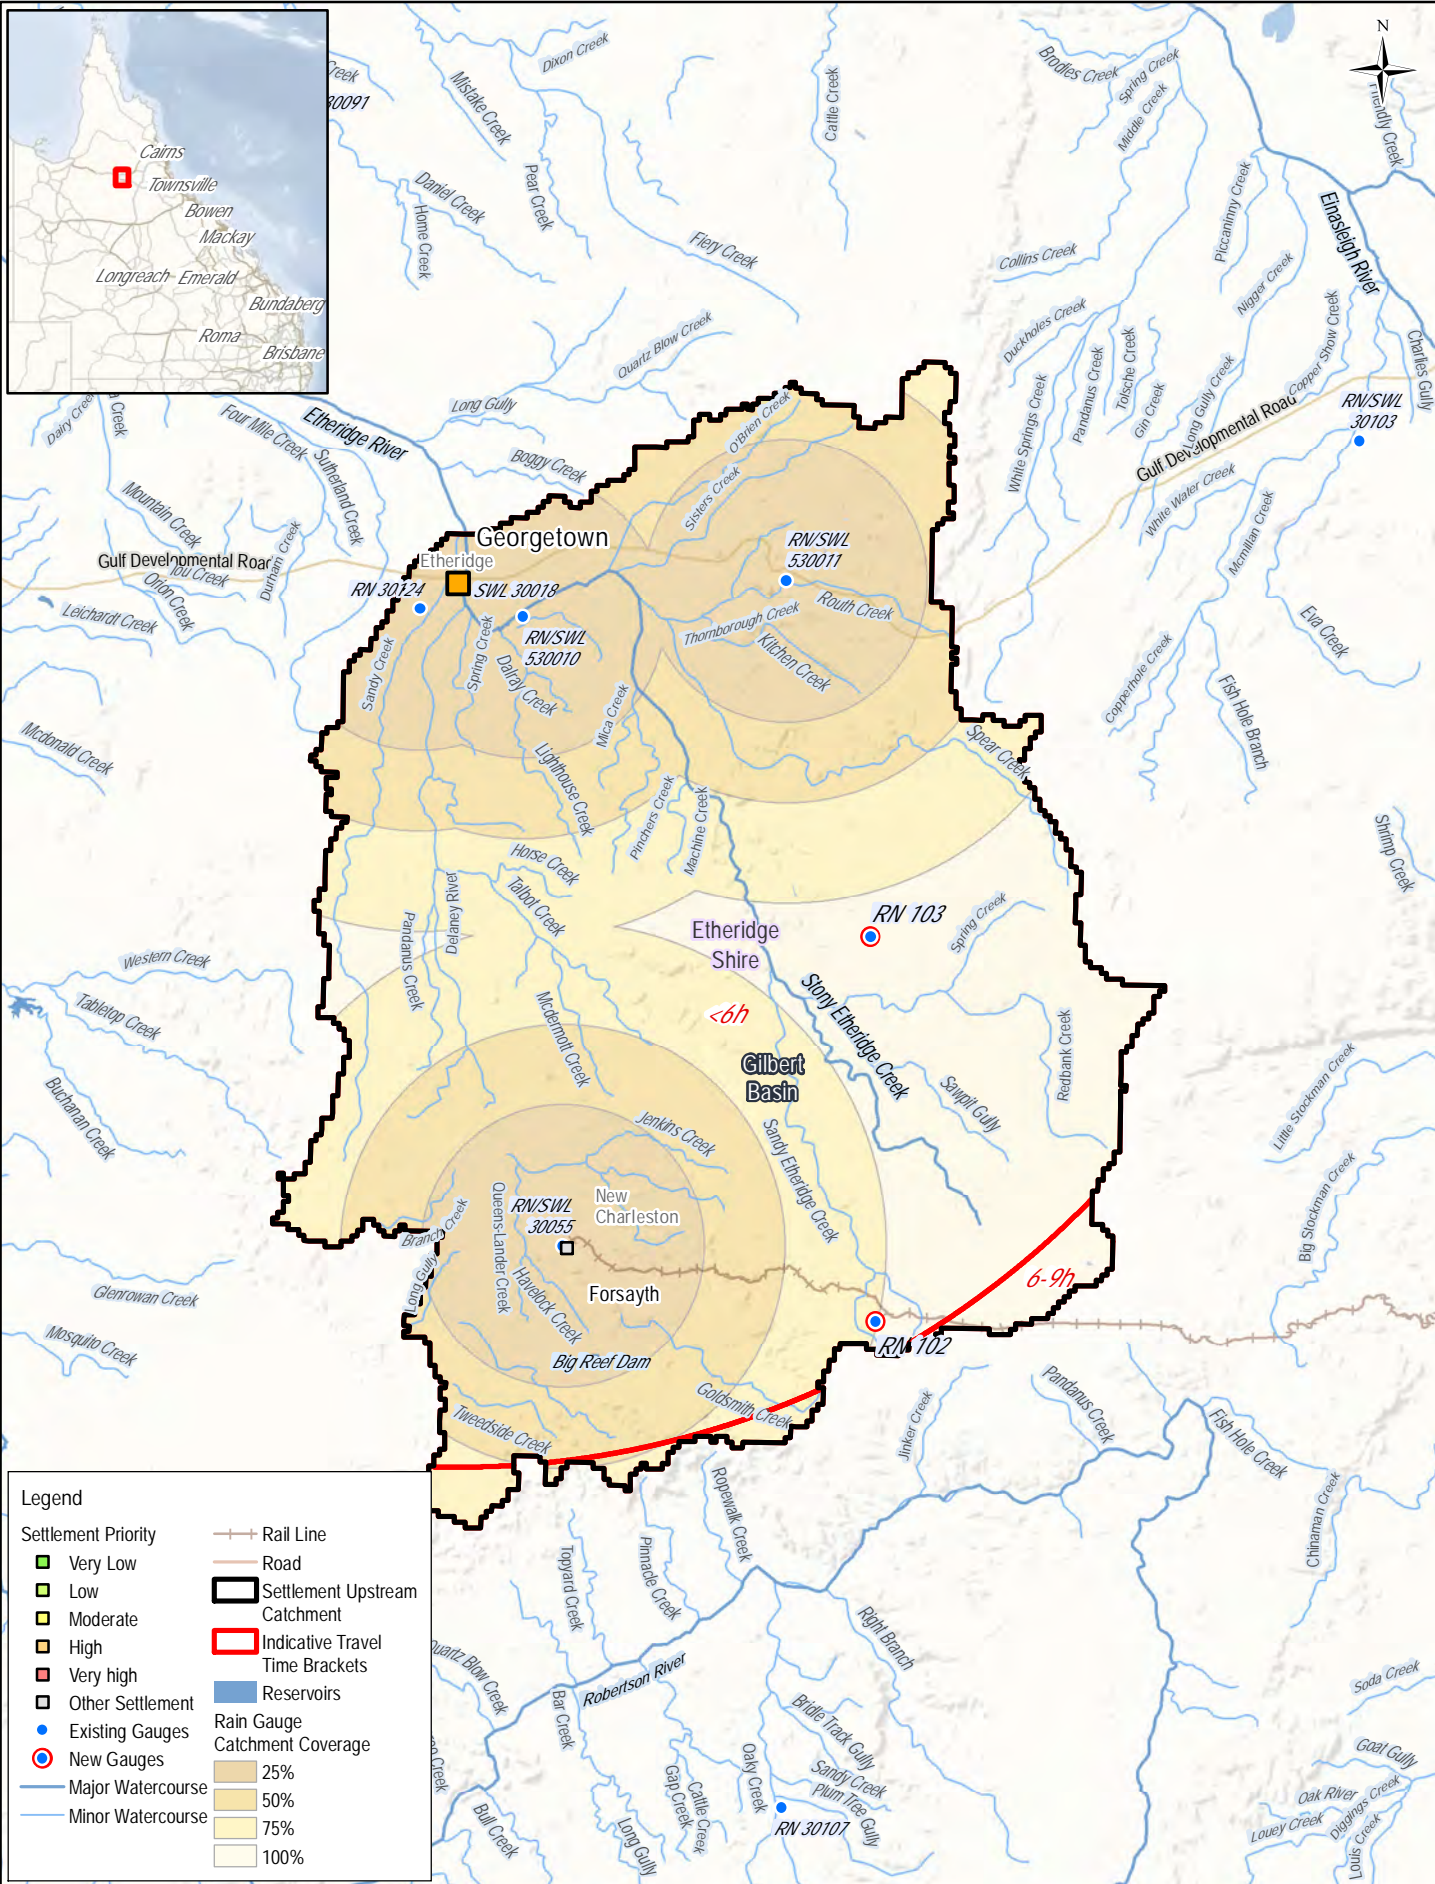 N
Cairns
Townsville
Bowen
Mackay
Longreach
Emerald
Bundaberg
Roma
Brisbane
Creek
30091
Dixon Creek
Mistake Creek
Cattle Creek
Brodies Creek
Spring Creek
Middle Creek
Friendly Creek
Daniel Creek
Home Creek
Pear Creek
Fiery Creek
Collins Creek
Piccaninny Creek
Einasleigh River
Nigger Creek
Duckholes Creek
Quartz Blow Creek
Copper Show Creek
Charlies Gully
Tolsche Creek
Pandanus Creek
Gin Creek
Long Gully Creek
White Springs Creek
Gulf Developmental Road
RN/SWL
30103
Dairy Creek
Creek
Four Mile Creek
Etheridge River
Long Gully
O'Brien Creek
Boggy Creek
Sisters Creek
Sutherland Creek
Mountain Creek
White Water Creek
Mcmillan Creek
Georgetown
Etheridge
RN/SWL
530011
Gulf Developmental Road
Tou Creek
Orion Creek
Durham Creek
RN 30124
SWL 30018
Leichardt Creek
RN/SWL
530010
Routh Creek
Thornborough Creek
Kitchen Creek
Eva Creek
Copperhole Creek
Fish Hole Branch
Sandy Creek
Spring Creek
Dalray Creek
Mica Creek
Mcdonald Creek
Spear Creek
Lighthouse Creek
Pinchers Creek
Machine Creek
Shrimp Creek
Horse Creek
Talbot Creek
Delaney River
Pandanus Creek
RN 103
Spring Creek
Etheridge
Shire
Western Creek
Tabletop Creek
Stony Etheridge Creek
<6h
Mcdermott Creek
Redbank Creek
Gilbert
Basin
Sawpit Gully
Buchanan Creek
Little Stockman Creek
Jenkins Creek
Sandy Etheridge Creek
Big Stockman Creek
RN/SWL
30055
New
Charleston
Queens-Lander Creek
Branch Creek
Long Gully
Havelock Creek
Forsayth
6-9h
Glenrowan Creek
Mosquito Creek
RN 102
Big Reef Dam
Goldsmith Creek
Tweedside Creek
Jinker Creek
Pandanus Creek
Fish Hole Creek
Chinaman Creek
Ropewalk Creek
Pinnacle Creek
Topyard Creek
Right Branch
Robertson River
Quartz Blow Creek
Bar Creek
Soda Creek
Bridle Track Gully
Sandy Creek
Plum Tree Gully
Oaky Creek
Gap Creek
Cattle Creek
Goat Gully
Oak River
Diggings Creek
Louey Creek
Louis Creek
Creek
Bull Creek
Long Gully
RN 30107
Legend
Settlement Priority
Very Low
Low
Moderate
High
Very high
Other Settlement
Existing Gauges
New Gauges
Major Watercourse
Minor Watercourse
Rail Line
Road
Settlement Upstream
Catchment
Indicative Travel
Time Brackets
Reservoirs
Rain Gauge
Catchment Coverage
25%
50%
75%
100%